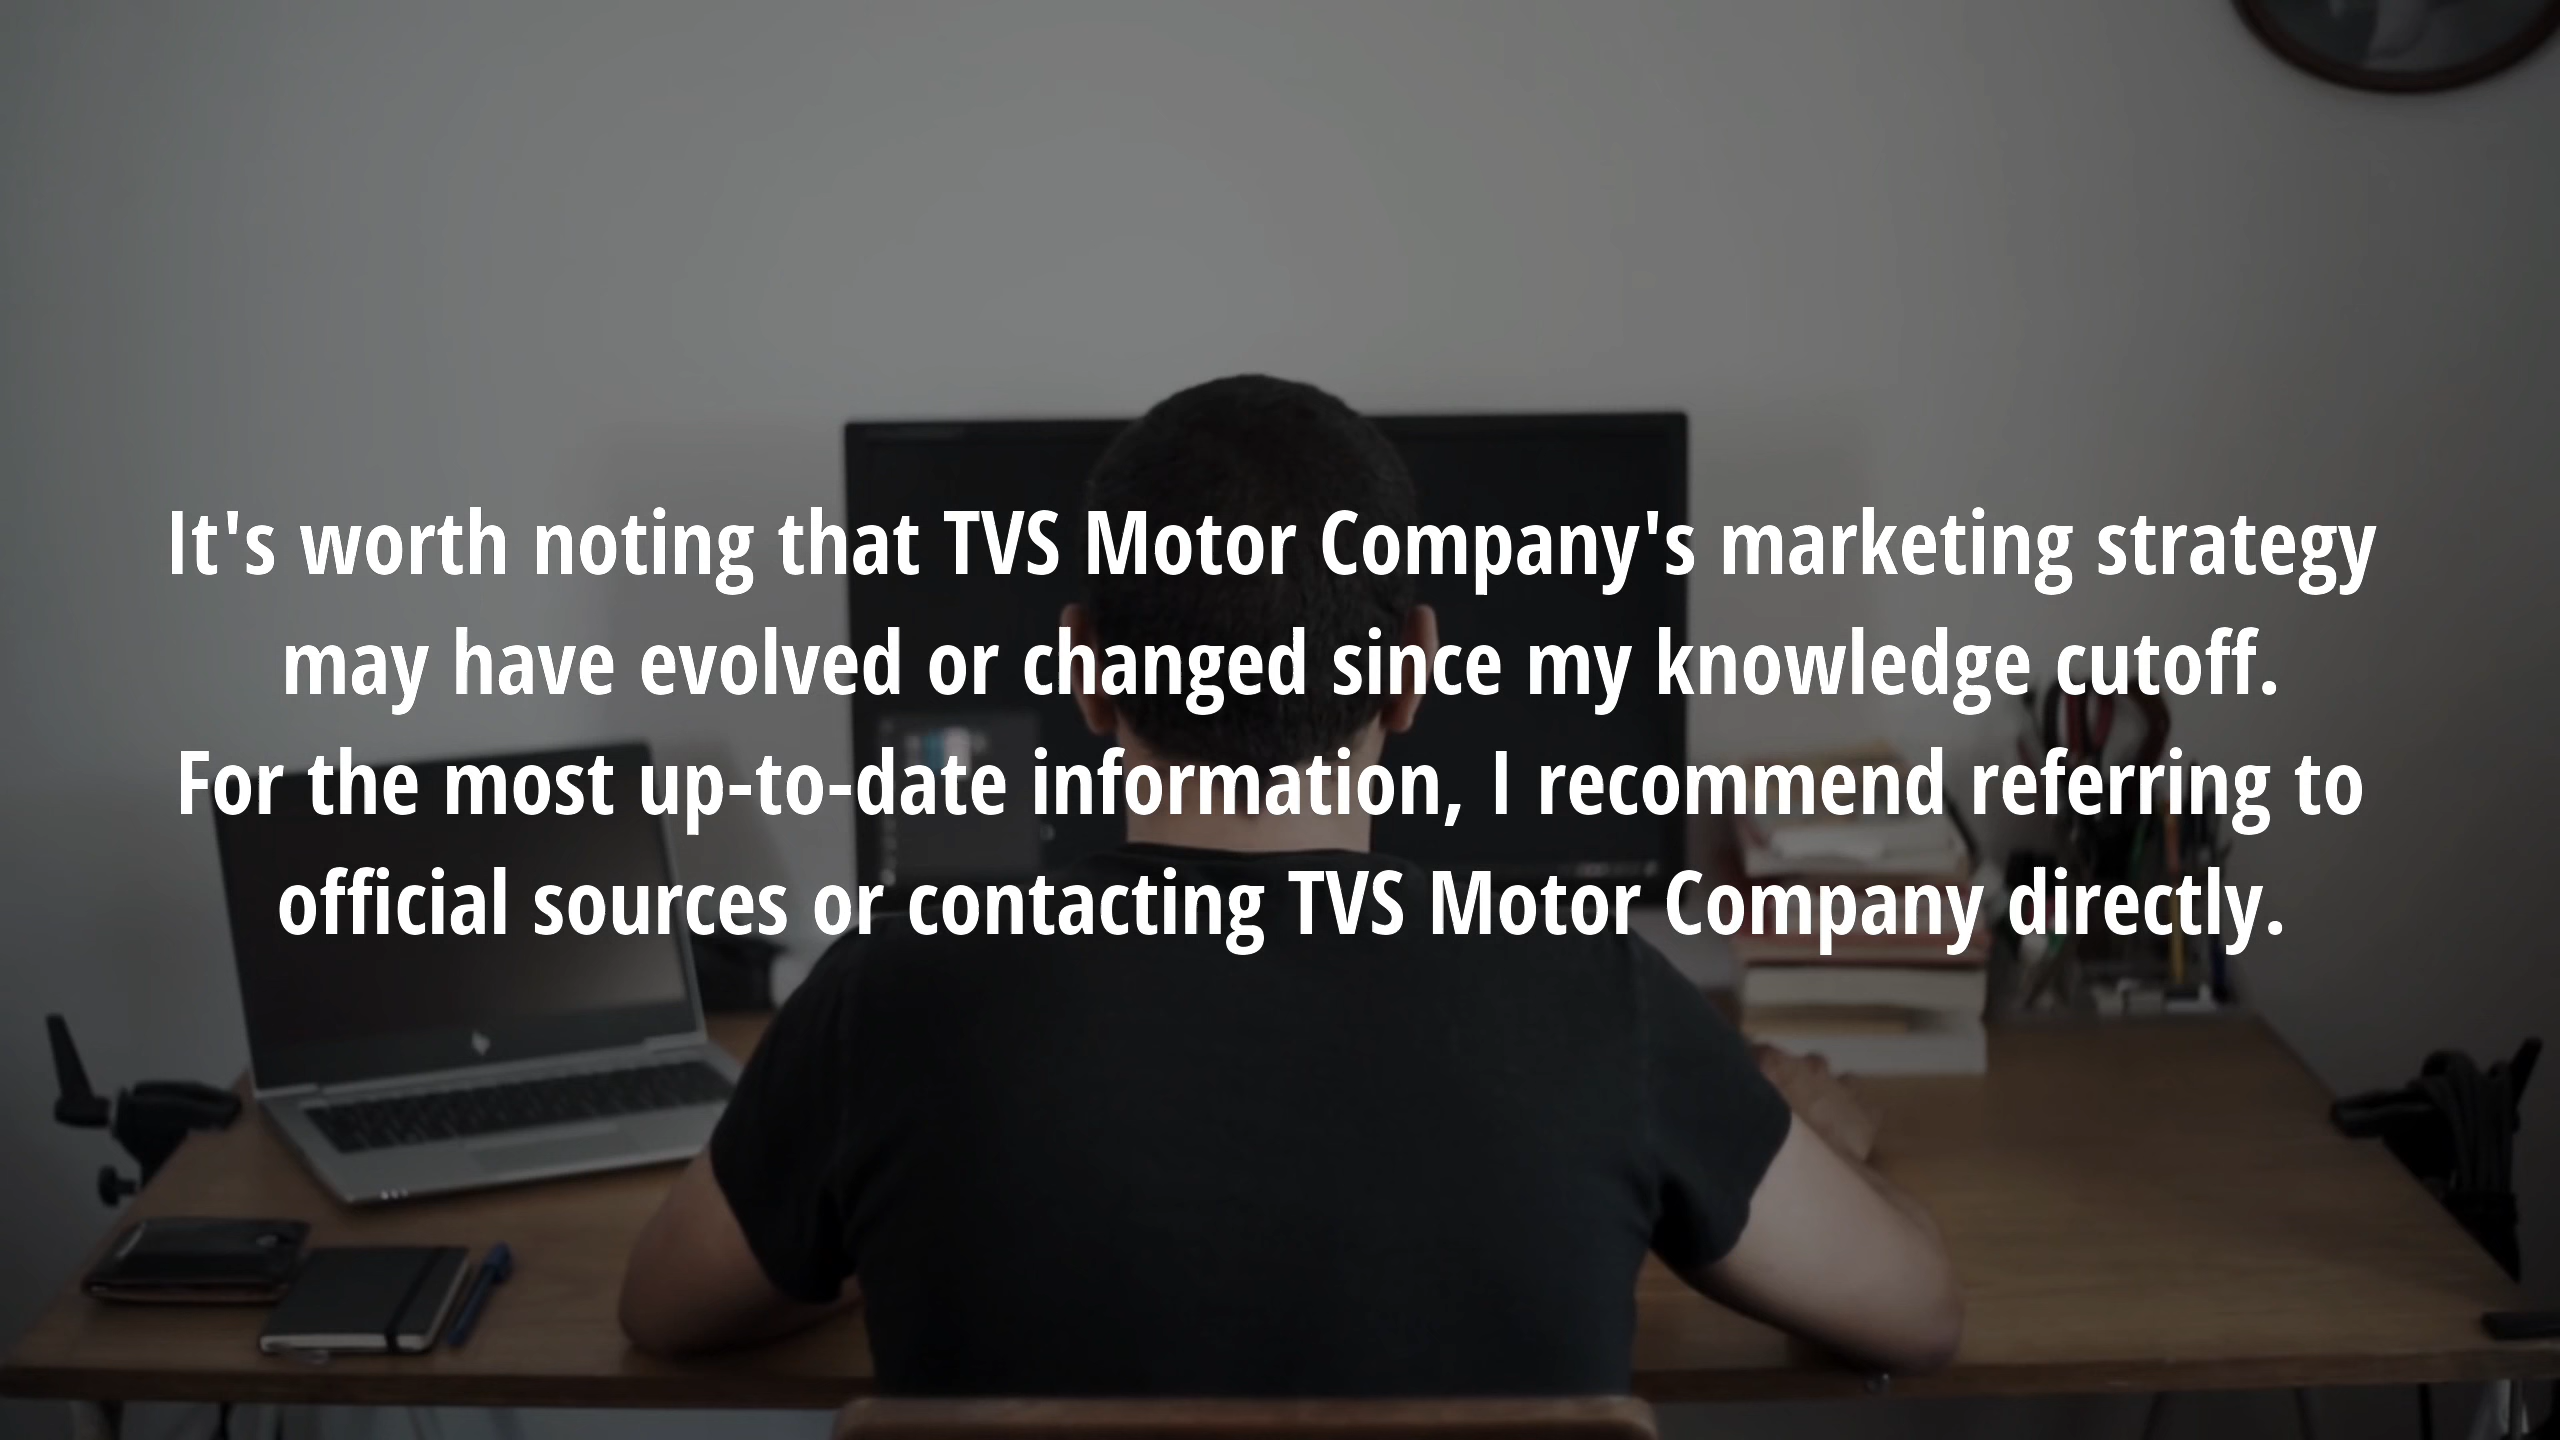 It's worth noting that TVS Motor Company's marketing strategy
may have evolved or changed since my knowledge cutoff.
For the most up-to-date information, I recommend referring to
official sources or contacting TVS Motor Company directly.